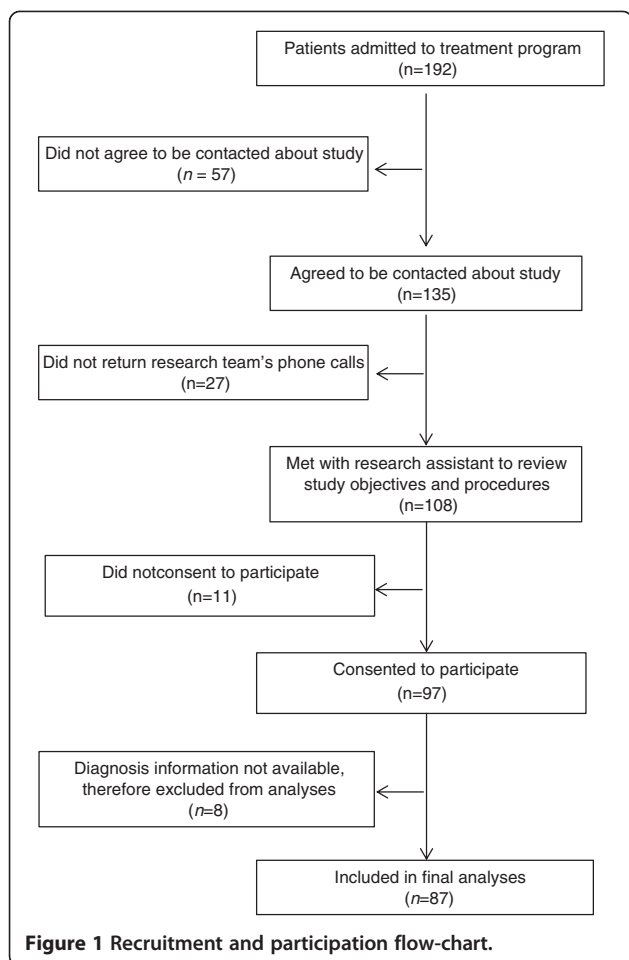 Patients admitted to treatment program
(n=192)
Did not agree to be contacted about study
(n = 57)
Agreed to be contacted about study
(n=135)
Did not return research team's phone calls
(n=27)
Met with research assistant to review
study objectives and procedures
(n=108)
Did notconsent to participate
(n=11)
Consented to participate
(n=97)
Diagnosis information not available,
therefore excluded from analyses
(n=8)
Included in final analyses
(n=87)
Figure 1 Recruitment and participation flow-chart.